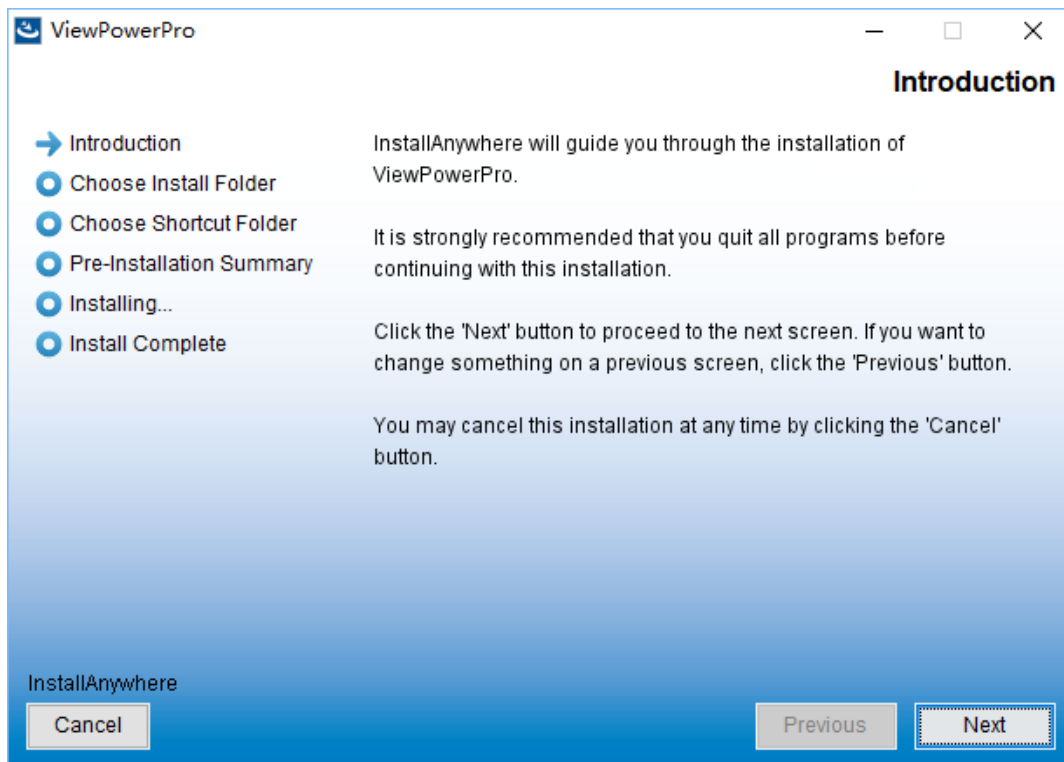 ViewPowerPro
Introduction
Introduction
Choose Install Folder
Choose Shortcut Folder
Pre-Installation Summary
Installing...
Install Complete
InstallAnywhere will guide you through the installation of
ViewPowerPro.
It is strongly recommended that you quit all programs before
continuing with this installation.
Click the 'Next' button to proceed to the next screen. If you want to
change something on a previous screen, click the 'Previous' button.
You may cancel this installation at any time by clicking the 'Cancel'
button.
InstallAnywhere
Cancel
Previous
Next